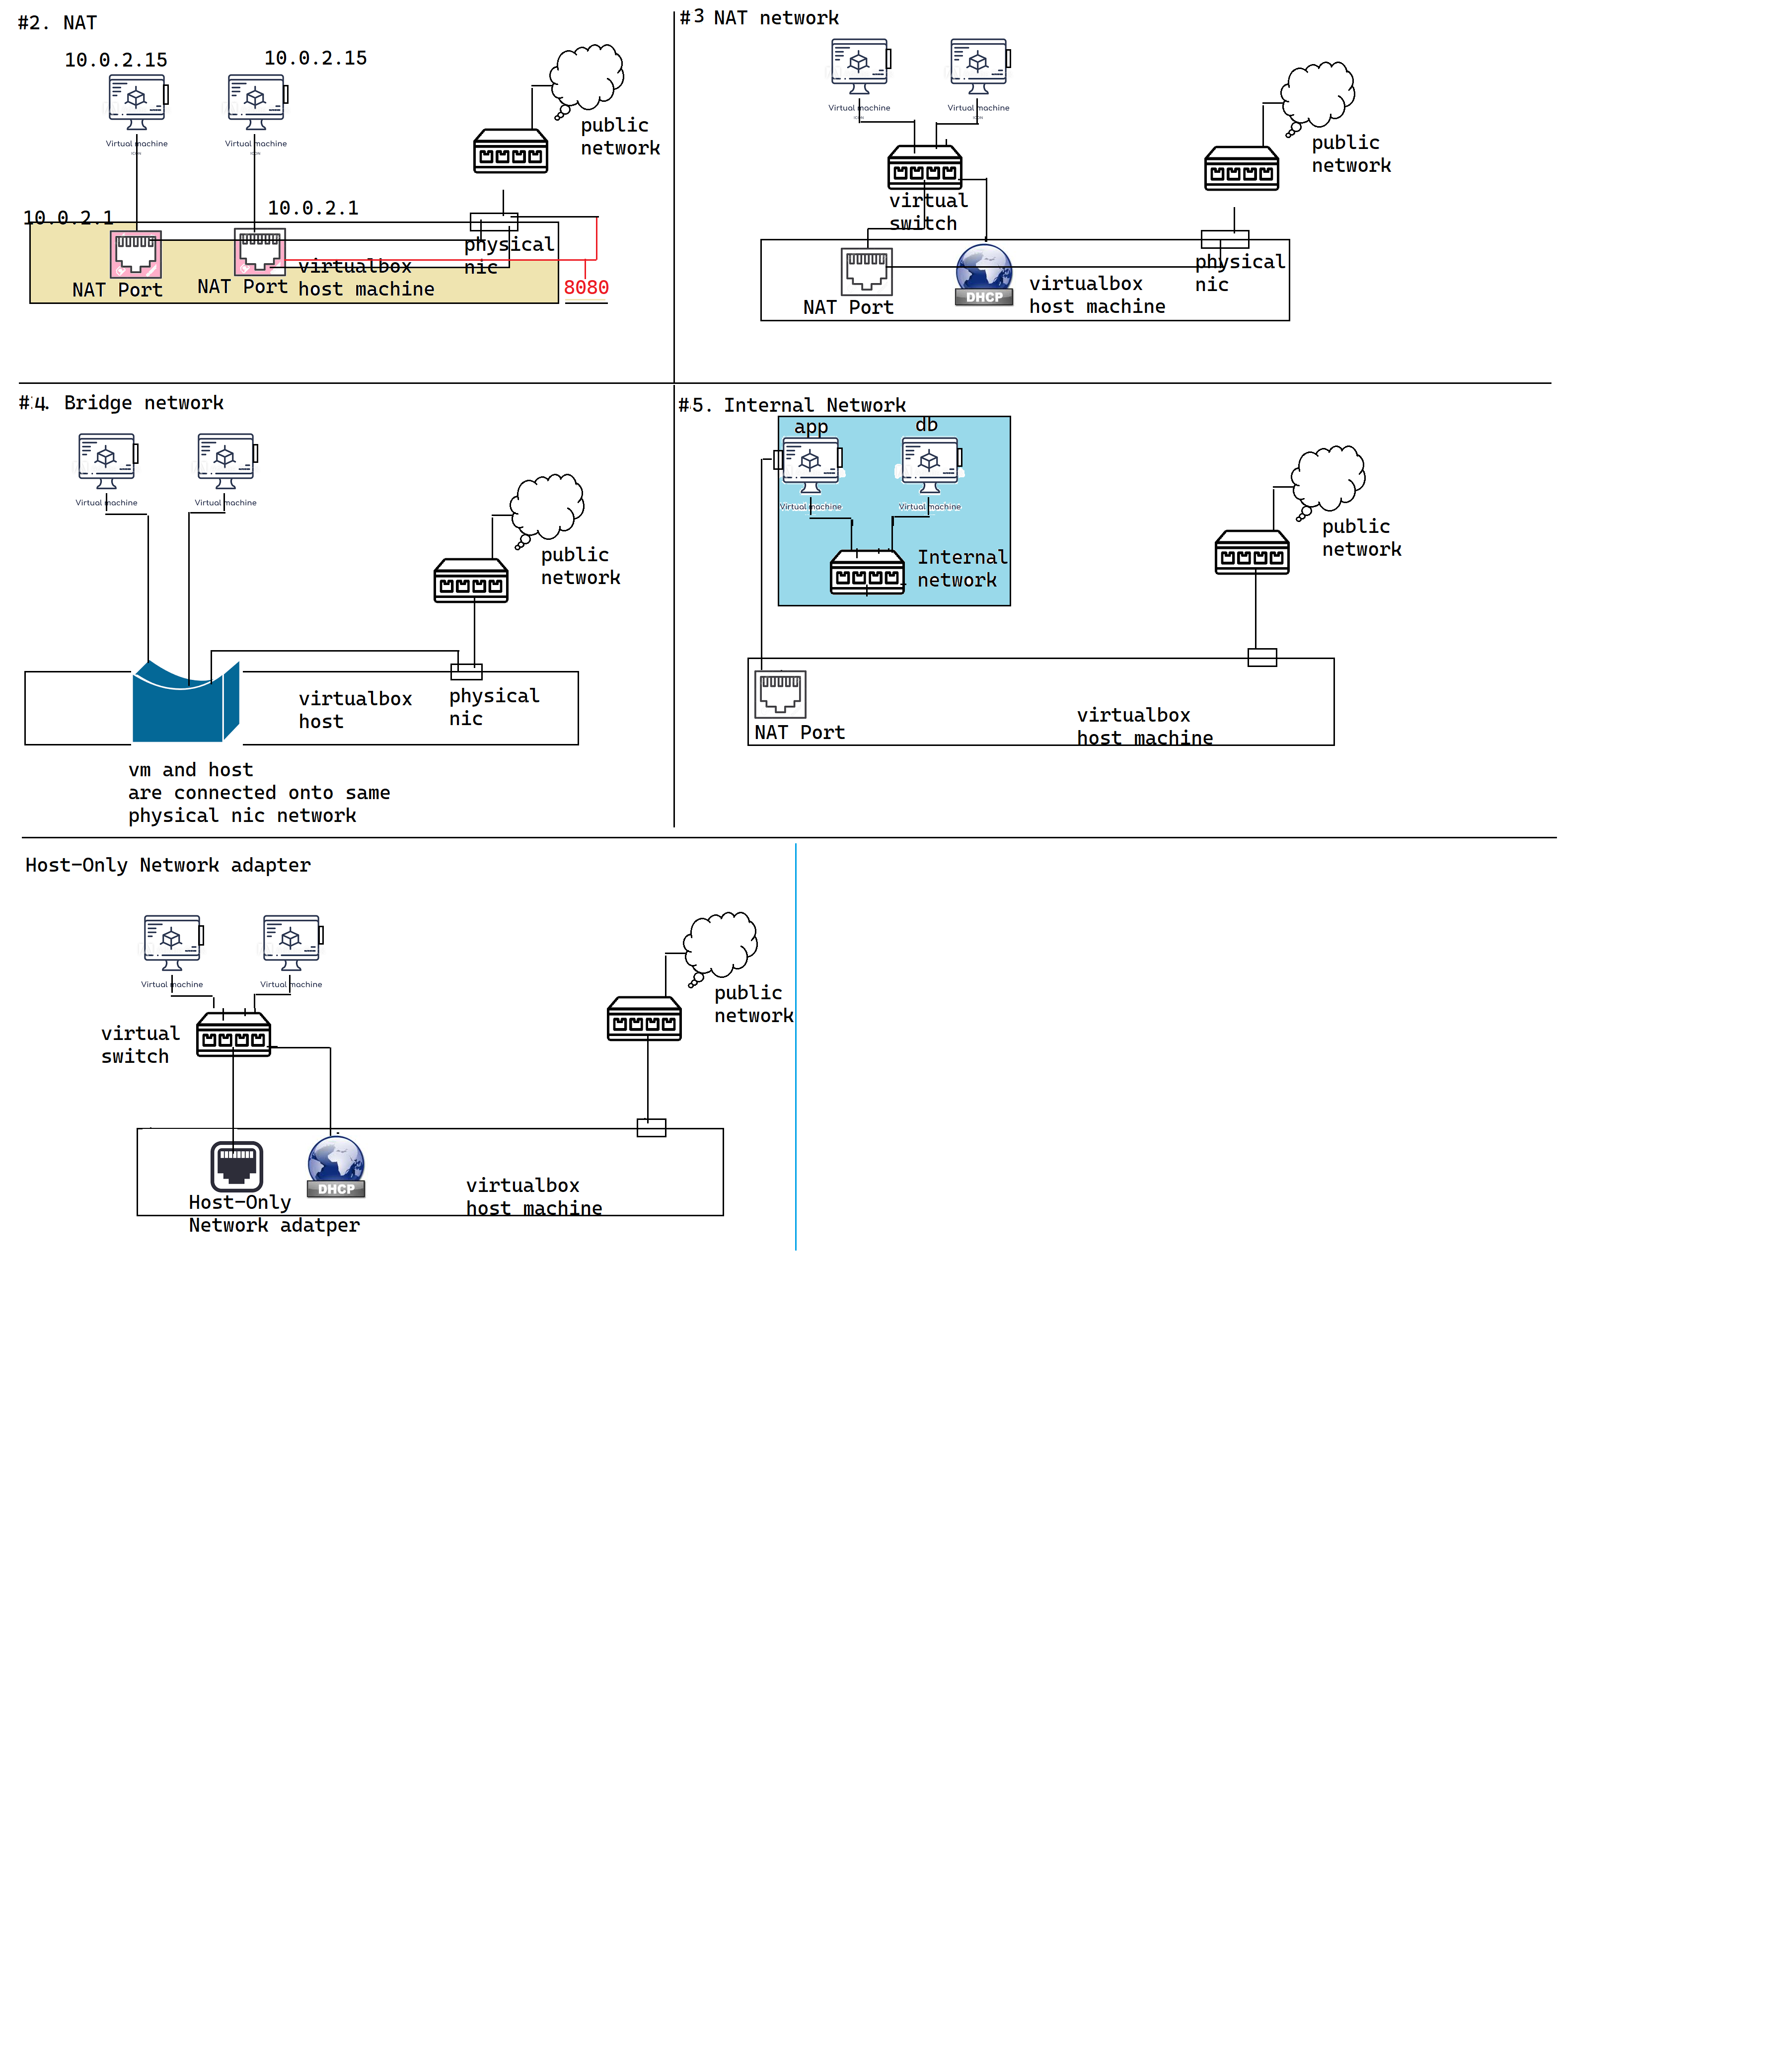 #2. NAT
10.0.2.15
10.0.2.15
Virtual machine
Virtual machine
public
network
10.0.2.1
10.0.2.1
physical
nic
NAT Port
NAT Port
virtualbox
host machine
8080
#3 NAT network
Virtual machine
Virtual machine
public
network
virtual
switch
physical
nic
NAT Port
DHCP
virtualbox
host machine
#4. Bridge network
Virtual machine
Virtual machine
public
network
virtualbox
host
physical
nic
vm and host
are connected onto same
physical nic network
#5. Internal Network
app
db
Virtual machine
Virtual machine
Internal
network
public
network
NAT Port
virtualbox
host machine
Host-Only Network adapter
Virtual machine
Virtual machine
virtual
switch
public
network
DHCP
Host-Only
Network adatper
virtualbox
host machine